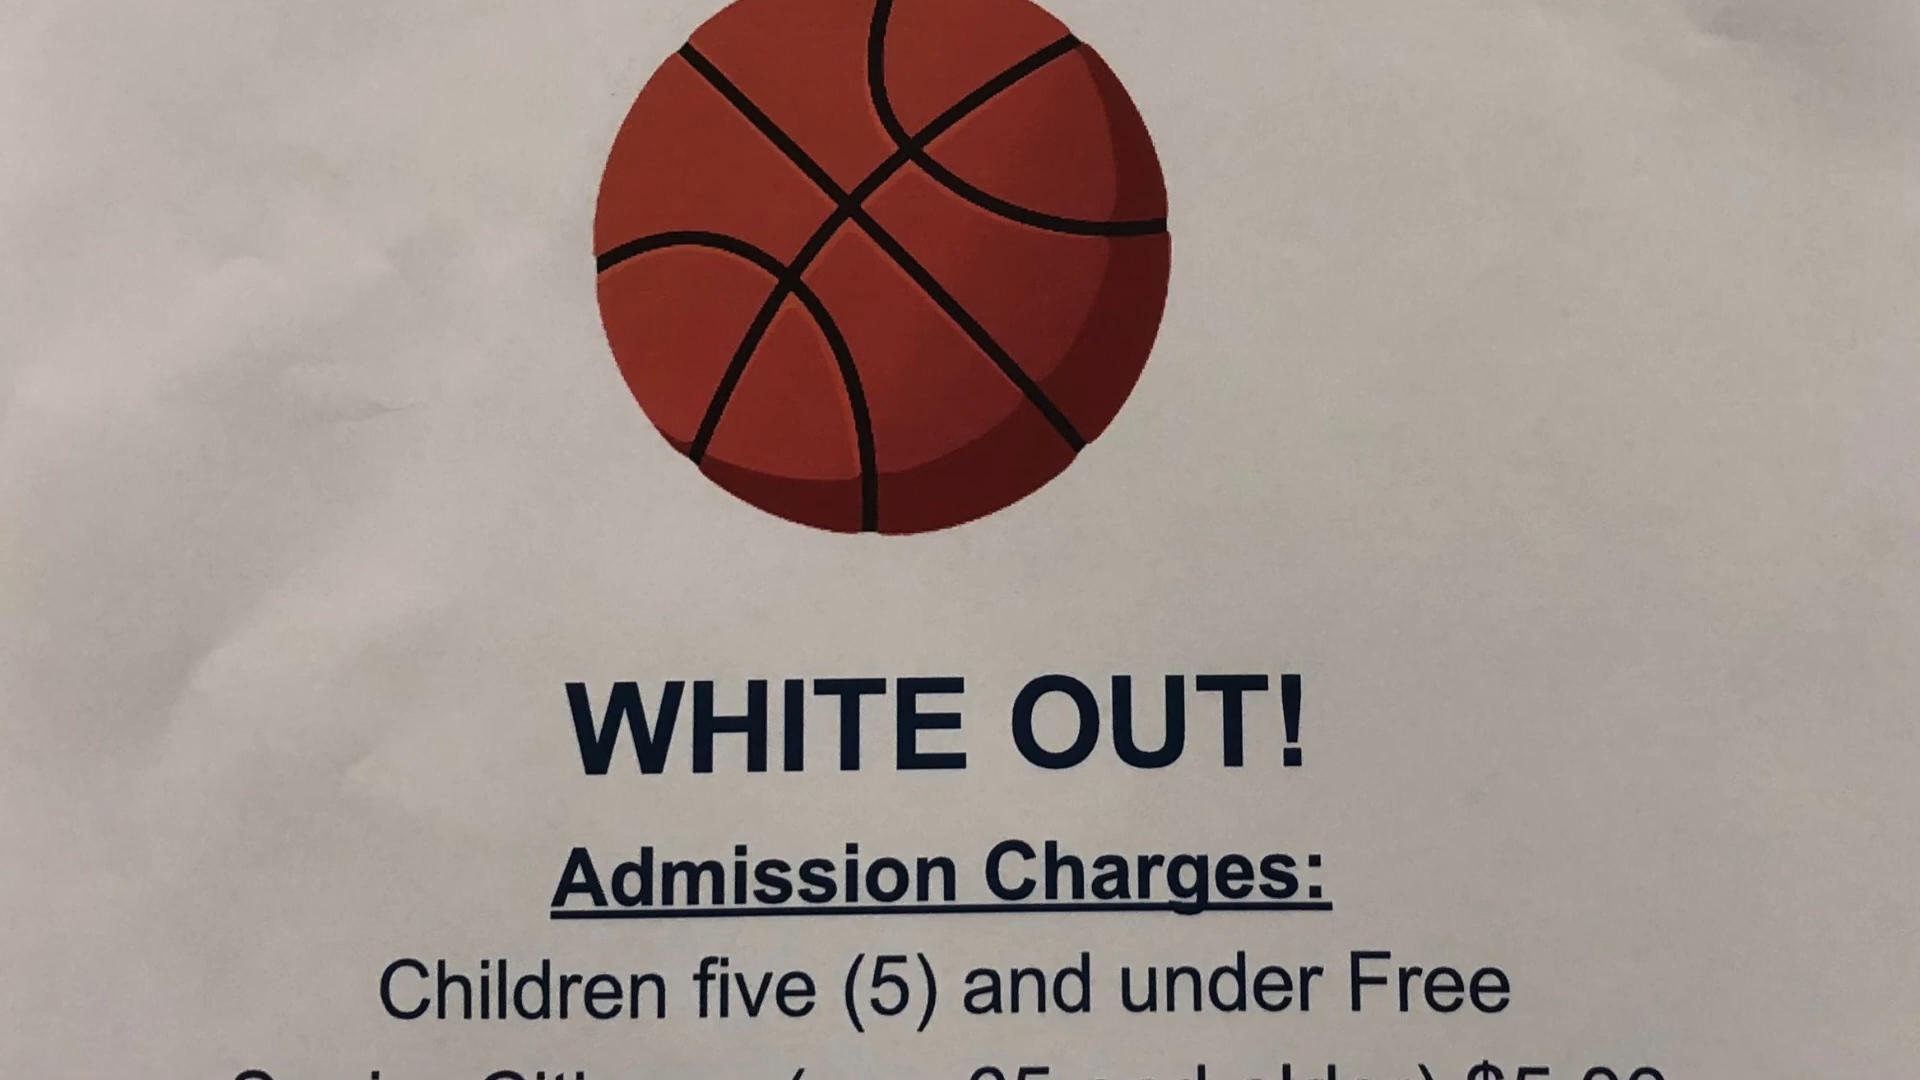 WHITE OUT!
Admission Charges:
Children five (5) and under Free